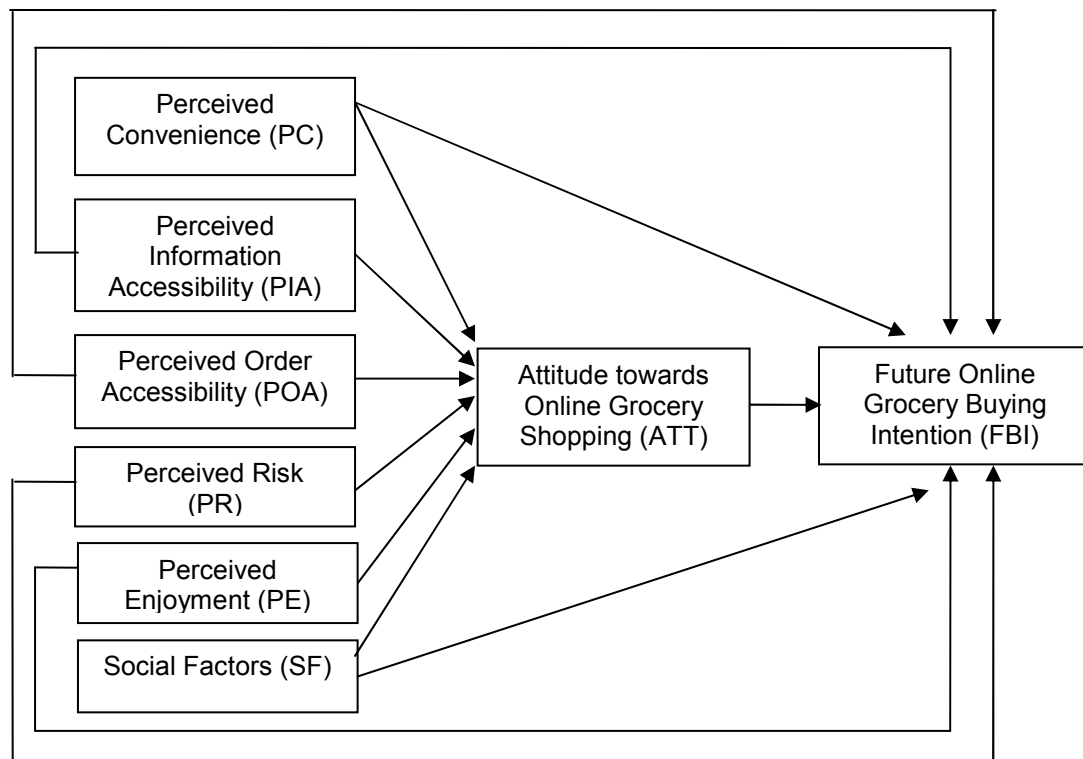 Perceived
Convenience (PC)
Perceived
Information
Accessibility (PIA)
Perceived Order
Accessibility (POA)
Perceived Risk
(PR)
Perceived
Enjoyment (PE)
Social Factors (SF)
Attitude towards
Online Grocery
Shopping (ATT)
Future Online
Grocery Buying
Intention (FBI)